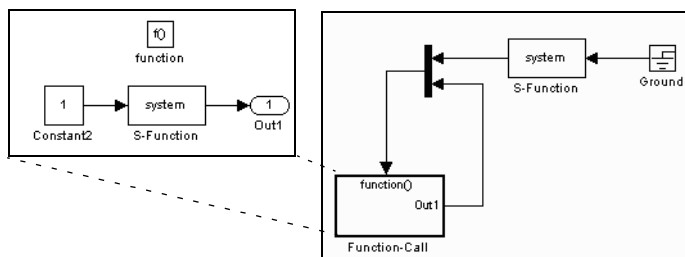 f()
function
1
Constant2
system
S-Function
1
Out1
system
S-Function
Ground
function()
Out1
Function-Call